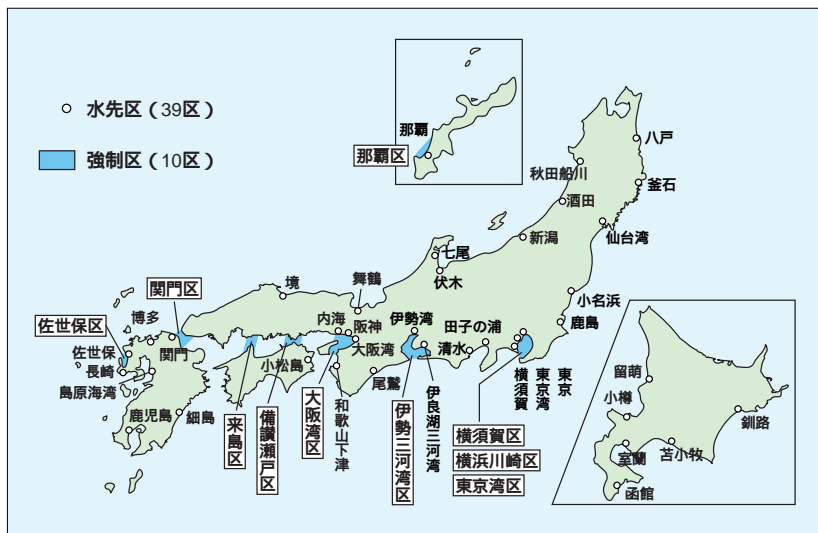 水先区（39区）
強制区（10区）
那覇
那覇区
八戸
秋田船川
釜石
酒田
仙台湾
新潟
七尾
伏木
小名浜
鹿島
境
舞鶴
関門区
博多
佐世保区
佐世保
関門
長崎
島原海湾
鹿児島
細島
内海
阪神
大阪湾
小松島
伊勢湾
田子の浦
清水
尾鷲
来島区
備讃瀬戸区
大阪湾区
和歌山下津
伊勢三河湾区
伊良湖三河湾
横須賀
東京湾
東京
横須賀区
横浜川崎区
東京湾区
留萌
小樽
釧路
室蘭
苫小牧
函館